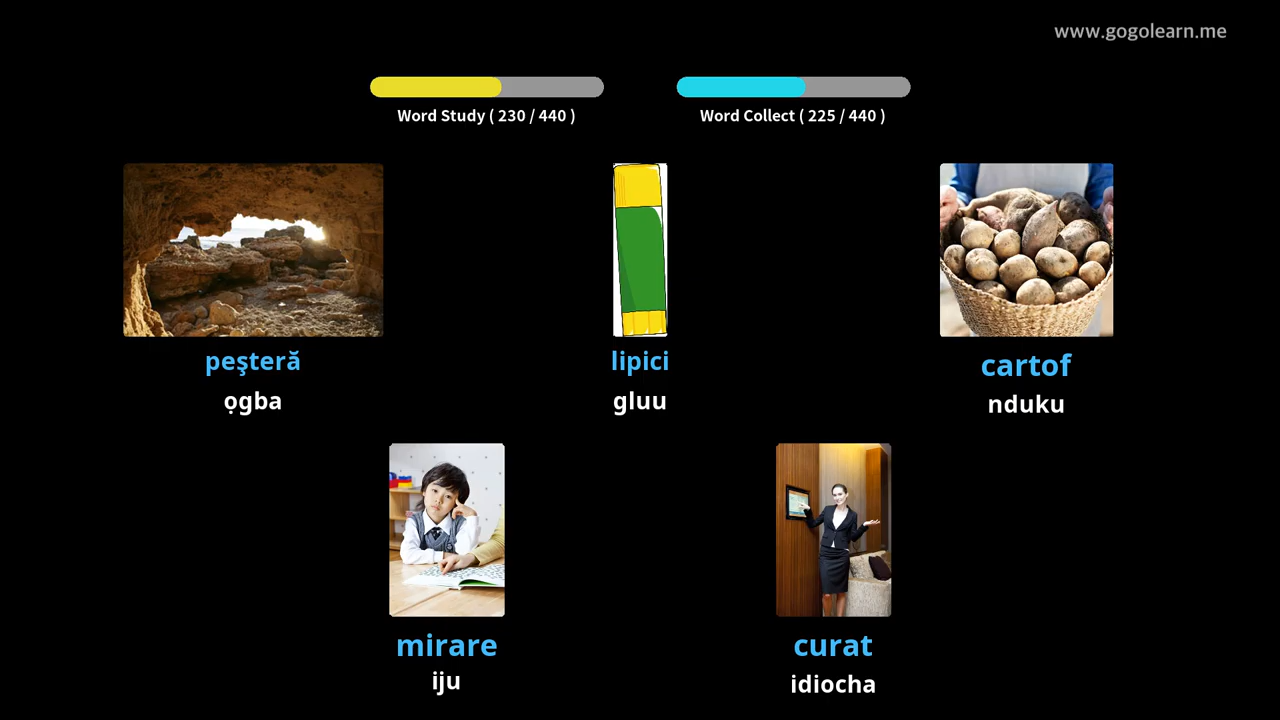 www.gogolearn.me
Word Study ( 230 / 440 )
Word Collect ( 225 / 440 )
peşteră
ọgba
lipici
gluu
cartof
nduku
mirare
iju
curat
idiocha